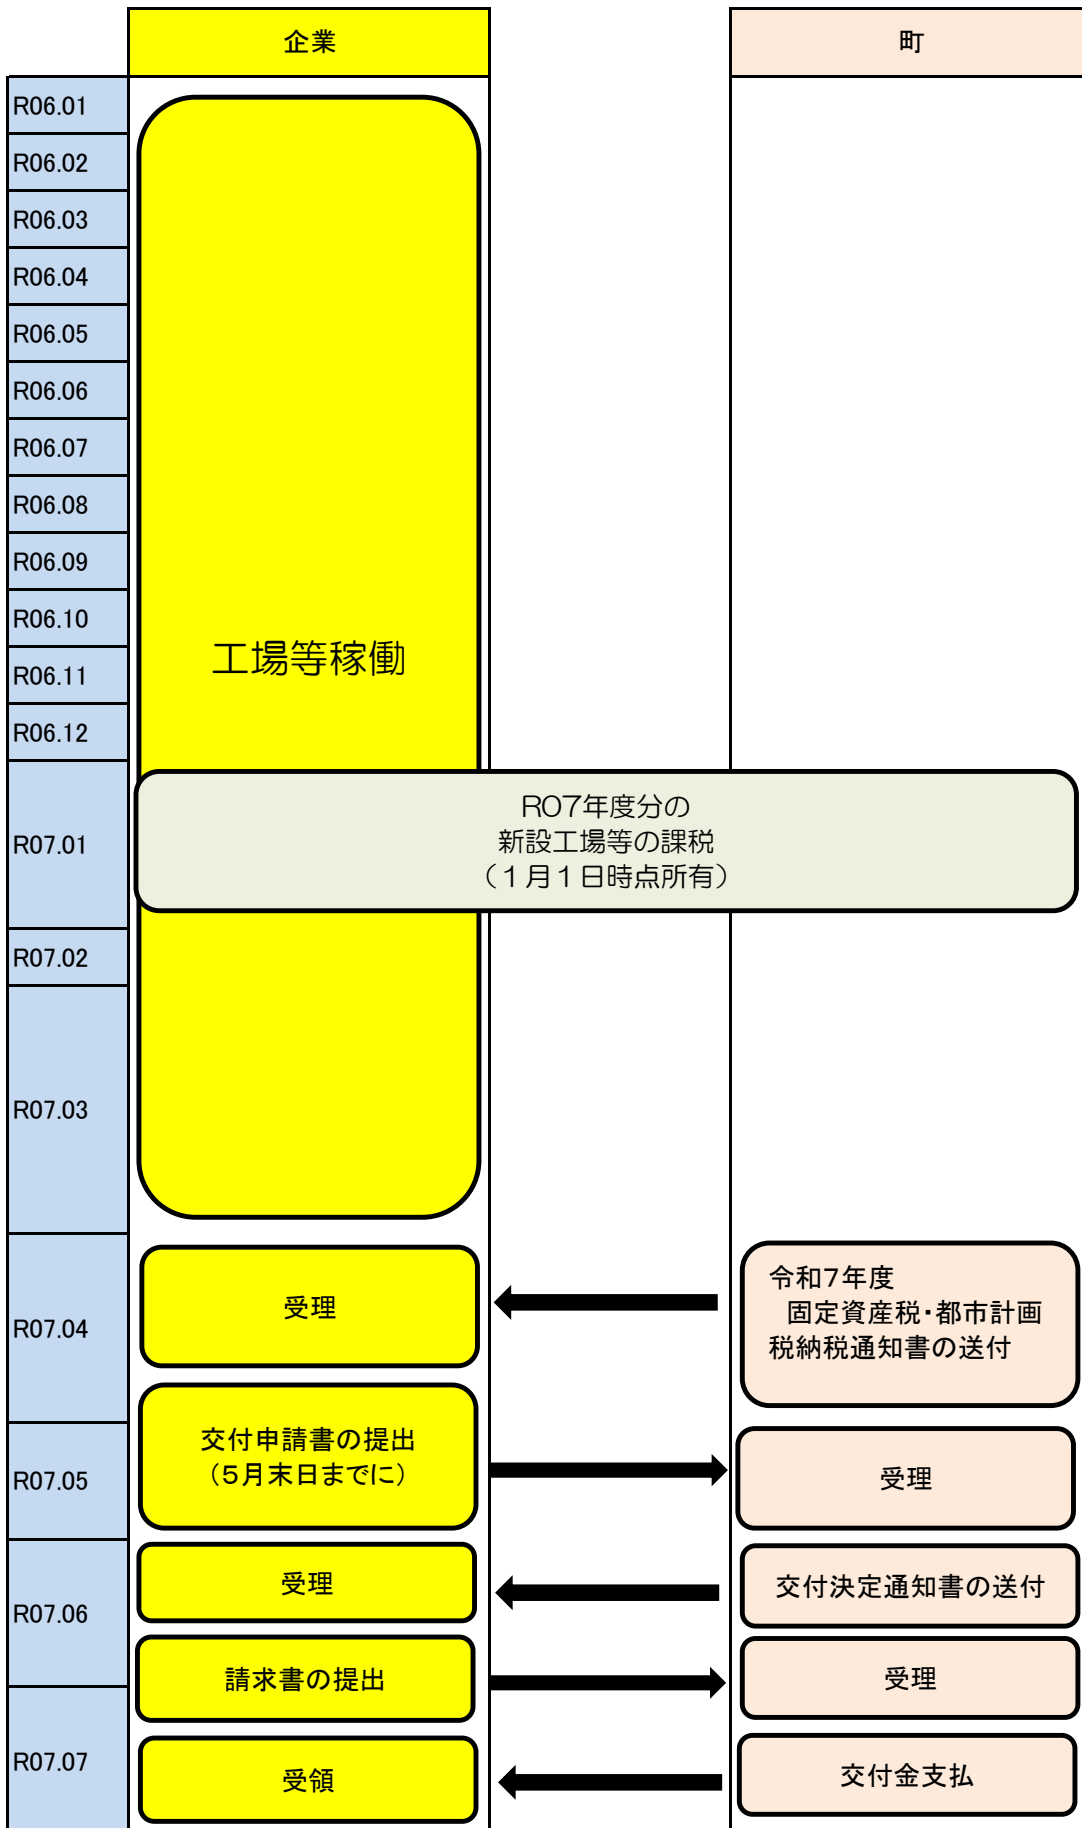 企業
町
R06.01
R06.02
R06.03
R06.04
R06.05
R06.06
R06.07
R06.08
R06.09
R06.10
R06.11
工場等稼働
R06.12
R07.01
R07年度分の
新設工場等の課税
(1月1日時点所有)
R07.02
R07.03
R07.04
受理
令和7年度
固定資産税・都市計画
税納税通知書の送付
R07.05
交付申請書の提出
(5月末日までに)
受理
R07.06
受理
交付決定通知書の送付
請求書の提出
受理
R07.07
受領
交付金支払